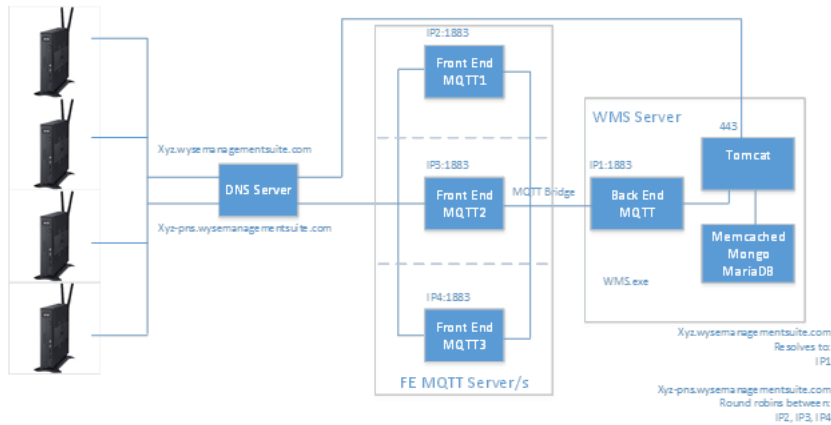 IP2:1883
Front End
MQTT1
WMS Server
443
Tomcat
Xyz.wysemanagementsuite.com
DNS Server
IP3:1883
Front End
MQTT2
MQTT Bridge
IP1:1883
Back End
MQTT
Xyz-pns.wysemanagementsuite.com
Memcached
Mongo
MariaDB
WMS.exe
IP4:1883
Front End
MQTT3
FE MQTT Server/s
Xyz.wysemanagementsuite.com
Resolves to:
IP1
Xyz-pns.wysemanagementsuite.com
Round robins between:
IP2, IP3, IP4